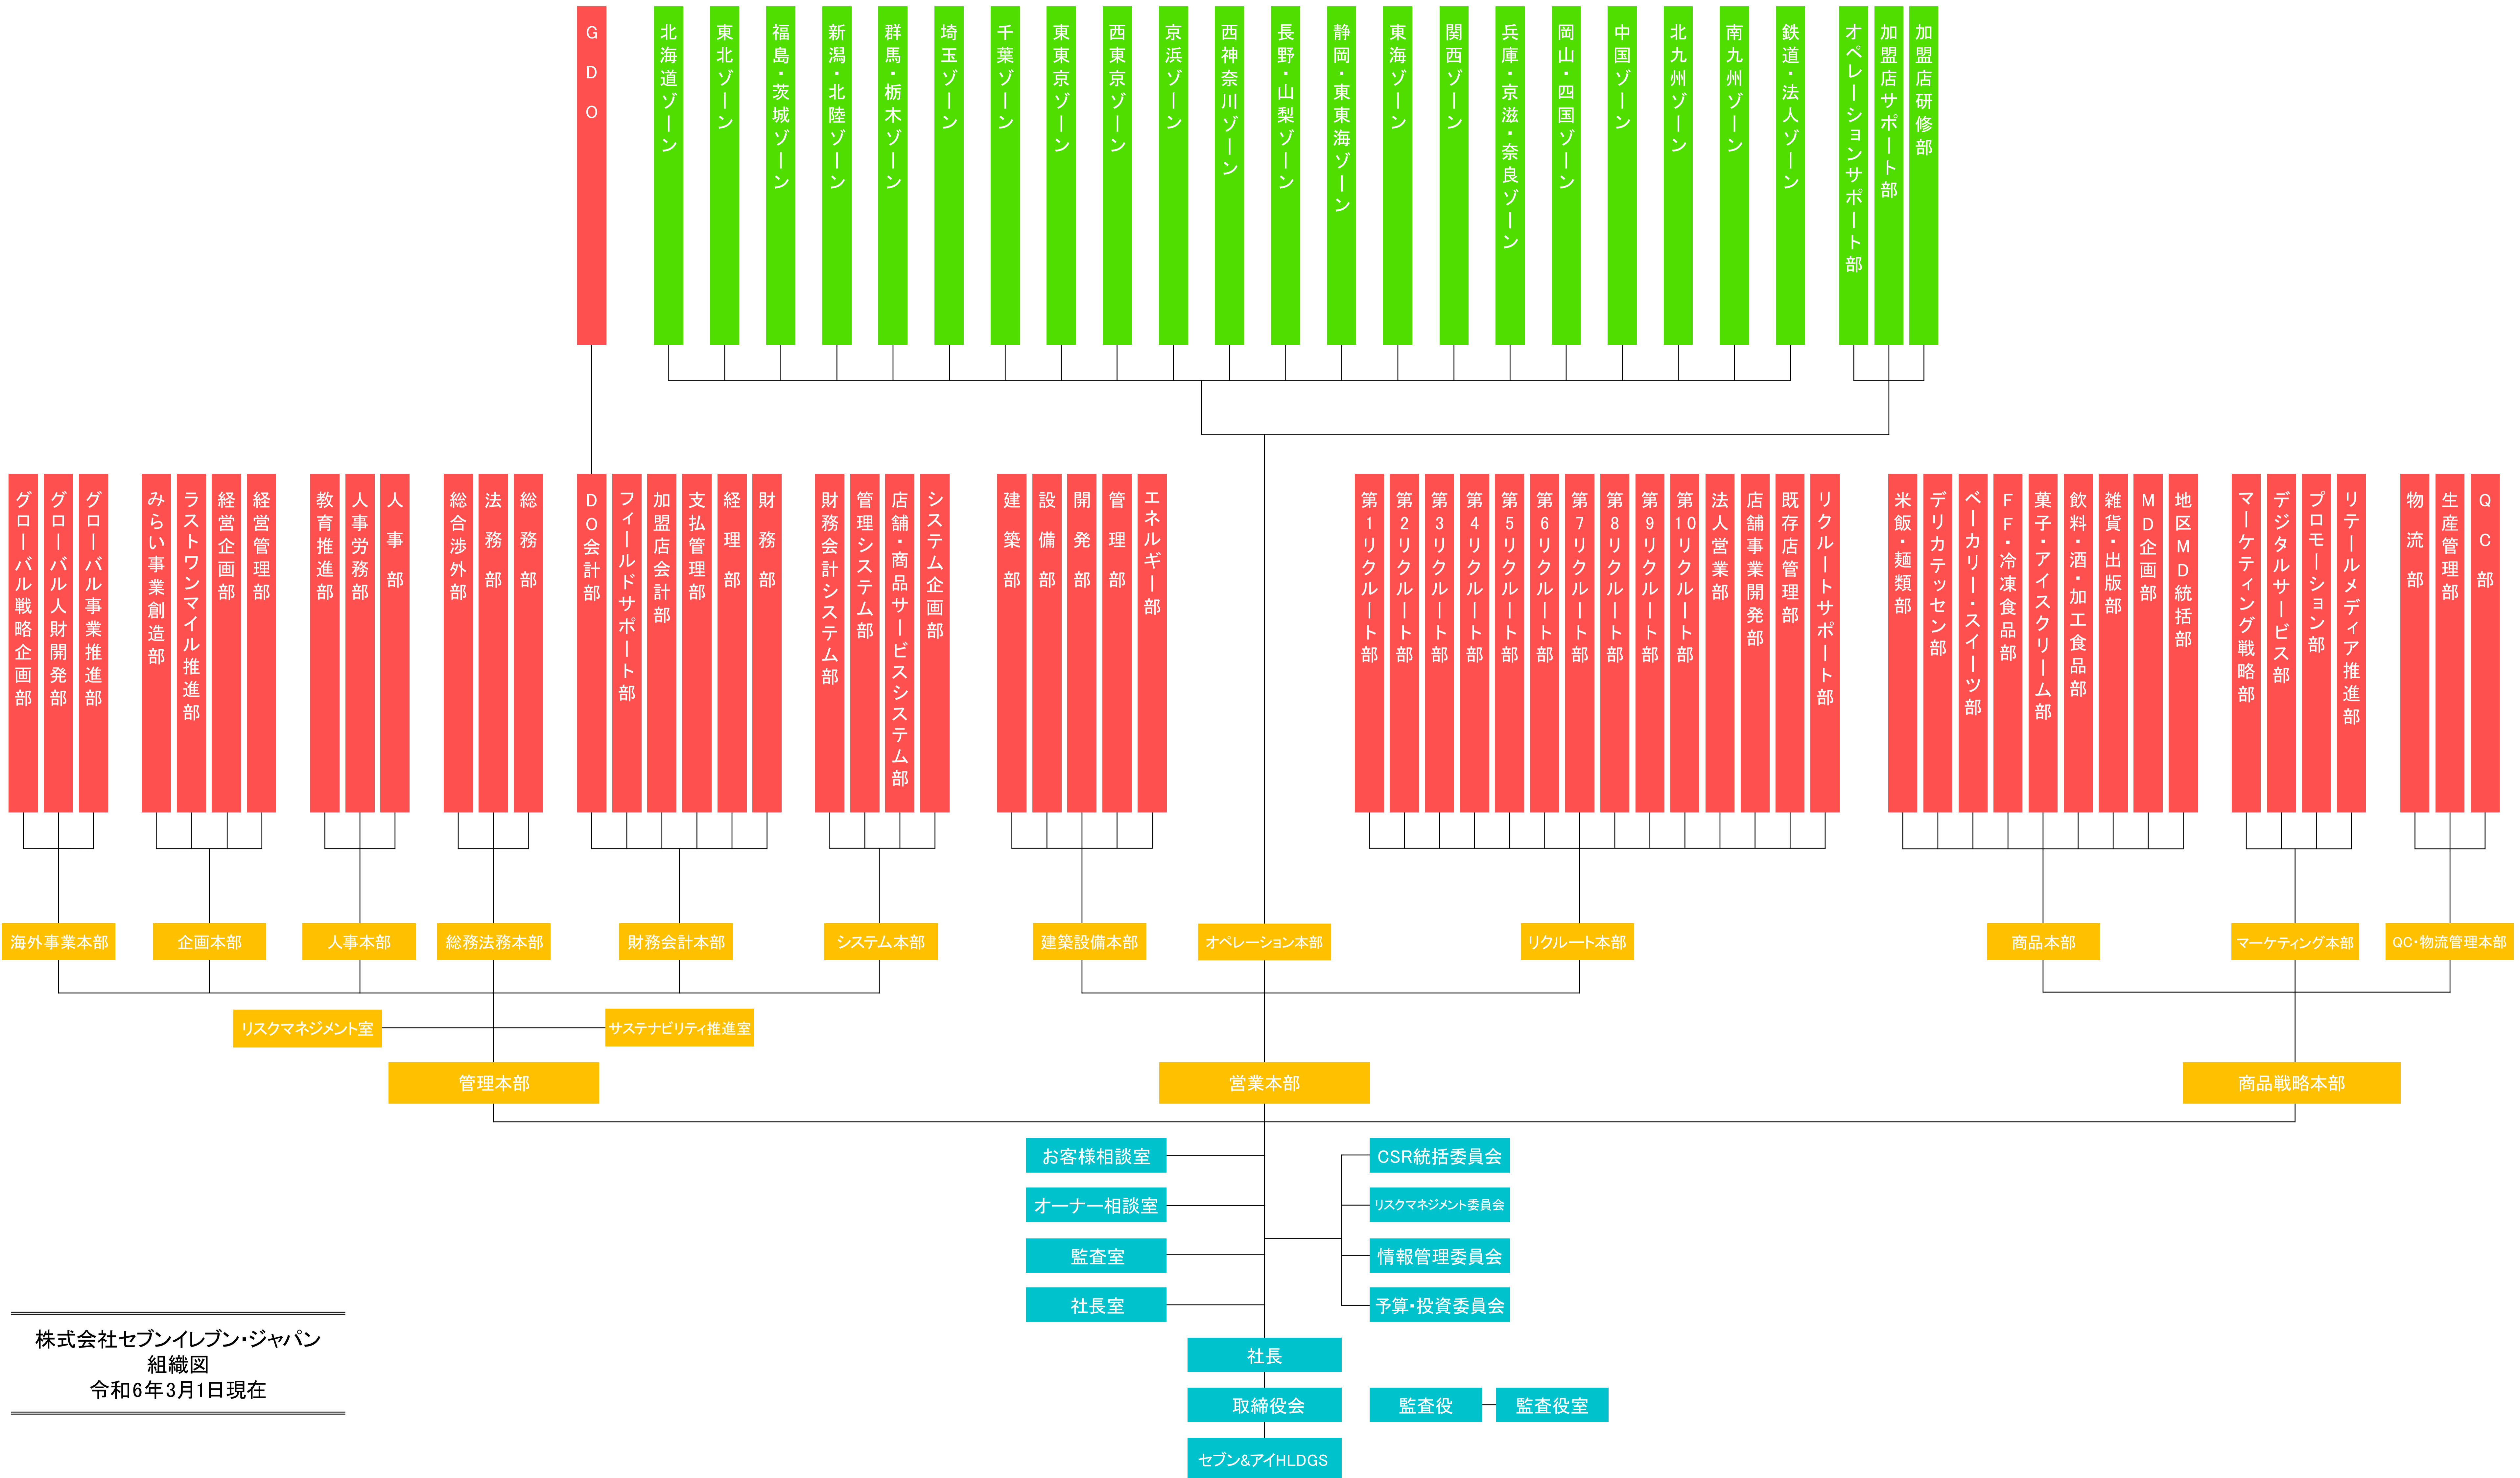 GDO
北海道ゾーン
東北ゾーン
福島・茨城ゾーン
新潟・北陸ゾーン
群馬・栃木ゾーン
埼玉ゾーン
千葉ゾーン
東東京ゾーン
西東京ゾーン
京浜ゾーン
西神奈川ゾーン
長野・山梨ゾーン
静岡・東東海ゾーン
東海ゾーン
関西ゾーン
兵庫・京滋・奈良ゾーン
岡山・四国ゾーン
中国ゾーン
北九州ゾーン
南九州ゾーン
鉄道・法人ゾーン
オペレーションサポート部
加盟店サポート部
加盟店研修部
グローバル戦略企画部
グローバル人財開発部
グローバル事業推進部
みらい事業創造部
ラストワンマイル推進部
経営企画部
経営管理部
教育推進部
人事労務部
人事部
総合渉外部
法務部
総務部
DO会計部
フィールドサポート部
加盟店会計部
支払管理部
経理部
財務部
財務会計システム部
管理システム部
店舗・商品サービスシステム部
システム企画部
建築部
設備部
開発部
管理部
エネルギー部
第1リクルート部
第2リクルート部
第3リクルート部
第4リクルート部
第5リクルート部
第6リクルート部
第7リクルート部
第8リクルート部
第9リクルート部
第10リクルート部
法人営業部
店舗事業開発部
既存店管理部
リクルートサポート部
米飯・麺類部
デリカテッセン部
ベーカリー・スイーツ部
FF・冷凍食品部
菓子・アイスクリーム部
飲料・酒・加工食品部
雑貨・出版部
MD企画部
地区MD統括部
マーケティング戦略部
デジタルサービス部
プロモーション部
リテールメディア推進部
物流部
生産管理部
QC部
海外事業本部
企画本部
人事本部
総務法務本部
財務会計本部
システム本部
建築設備本部
オペレーション本部
リクルート本部
商品本部
マーケティング本部
QC・物流管理本部
リスクマネジメント室
サステナビリティ推進室
管理本部
営業本部
商品戦略本部
お客様相談室
CSR統括委員会
オーナー相談室
リスクマネジメント委員会
監査室
情報管理委員会
社長室
予算・投資委員会
社長
取締役会
監査役
監査役室
セブン&アイHLDGS
株式会社セブンイレブン・ジャパン
組織図
令和6年3月1日現在